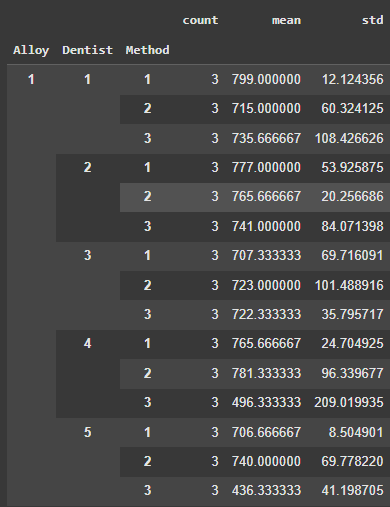 count mean std
Alloy Dentist Method
1 1 1 3 799.000000 12.124356
2 3 715.000000 60.324125
3 3 735.666667 108.426626
2 1 3 777.000000 53.925875
2 3 765.666667 20.256686
3 3 741.000000 84.071398
3 1 3 707.333333 69.716091
2 3 723.000000 101.488916
3 3 722.333333 35.795717
4 1 3 765.666667 24.704925
2 3 781.333333 96.339677
3 3 496.333333 209.019935
5 1 3 706.666667 8.504901
2 3 740.000000 69.778220
3 3 436.333333 41.198705